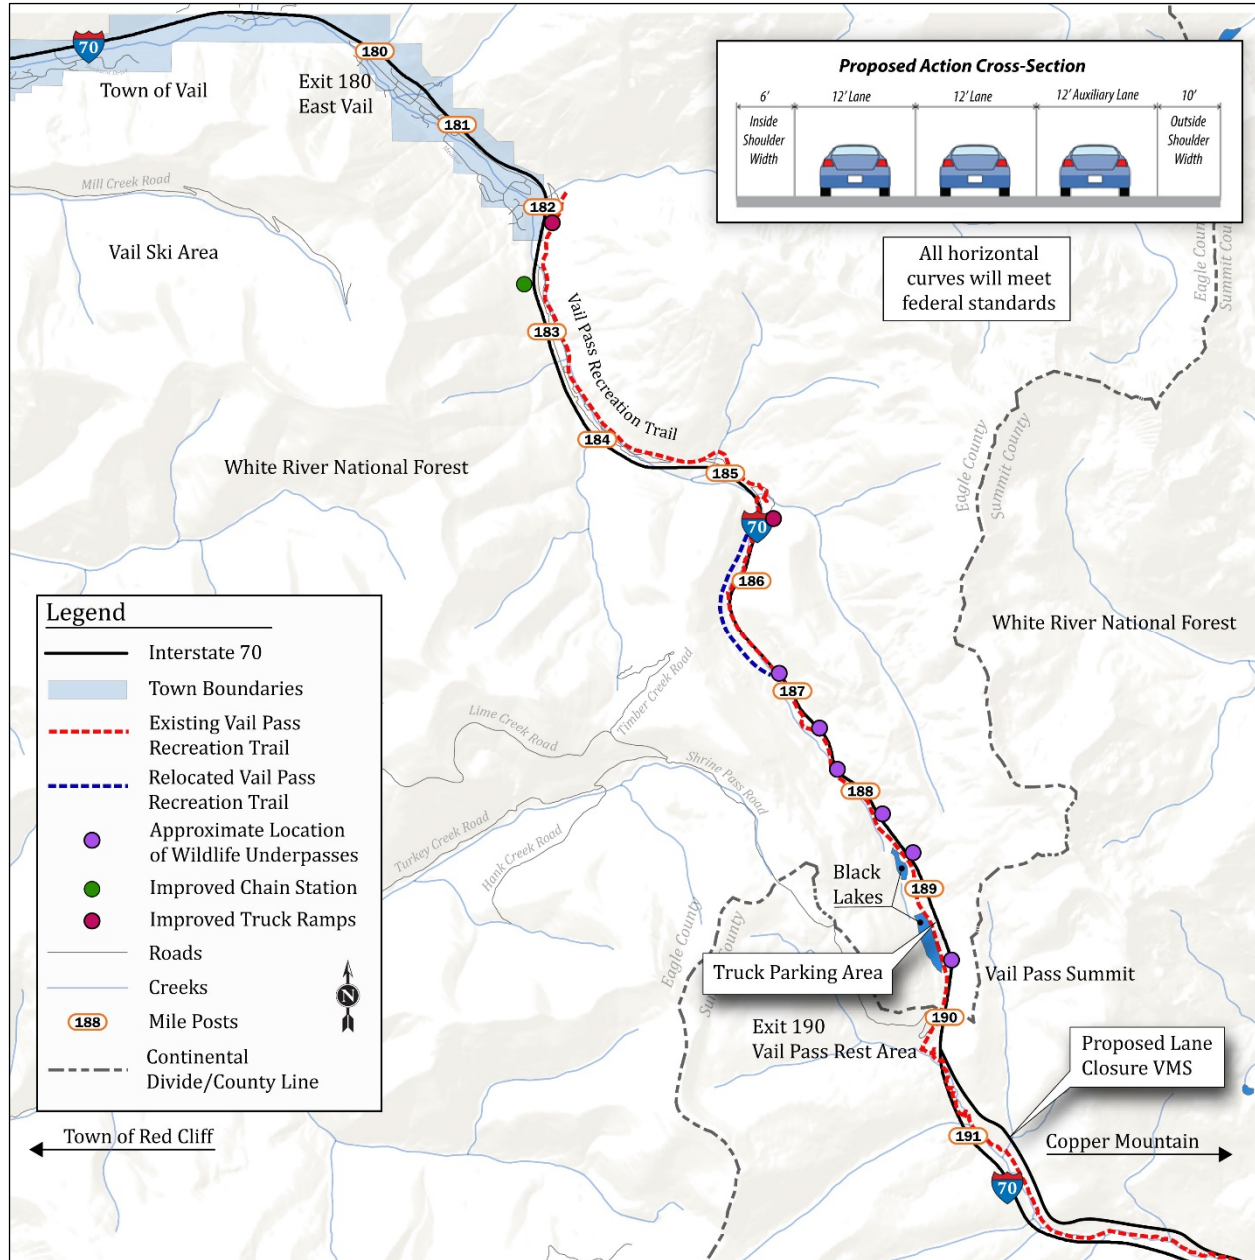 70
180
Town of Vail
Exit 180
East Vail
181
Mill Creek Road
182
Vail Ski Area
Proposed Action Cross-Section
6'
12' Lane
12' Lane
12' Auxiliary Lane
10'
Inside
Shoulder
Width
Outside
Shoulder
Width
All horizontal
curves will meet
federal standards
Eagle County
Summit County
183
Vail Pass Recreation Trail
184
White River National Forest
185
70
Eagle County
Summit County
186
White River National Forest
187
Timber Creek Road
Lime Creek Road
Shrine Pass Road
188
Turkey Creek Road
Hank Creek Road
Black
Lakes
189
Eagle County
Truck Parking Area
Vail Pass Summit
190
Exit 190
Vail Pass Rest Area
Proposed Lane
Closure VMS
191
Copper Mountain
70
Legend
Interstate 70
Town Boundaries
Existing Vail Pass
Recreation Trail
Relocated Vail Pass
Recreation Trail
Approximate Location
of Wildlife Underpasses
Improved Chain Station
Improved Truck Ramps
Roads
Creeks
N
188
Mile Posts
Continental
Divide/County Line
Town of Red Cliff